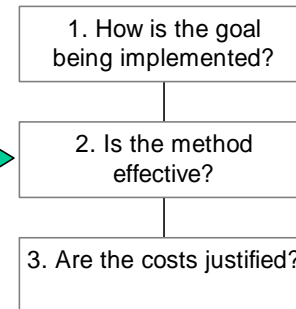 1. How is the goal
being implemented?
2. Is the method
effective?
3. Are the costs justified?